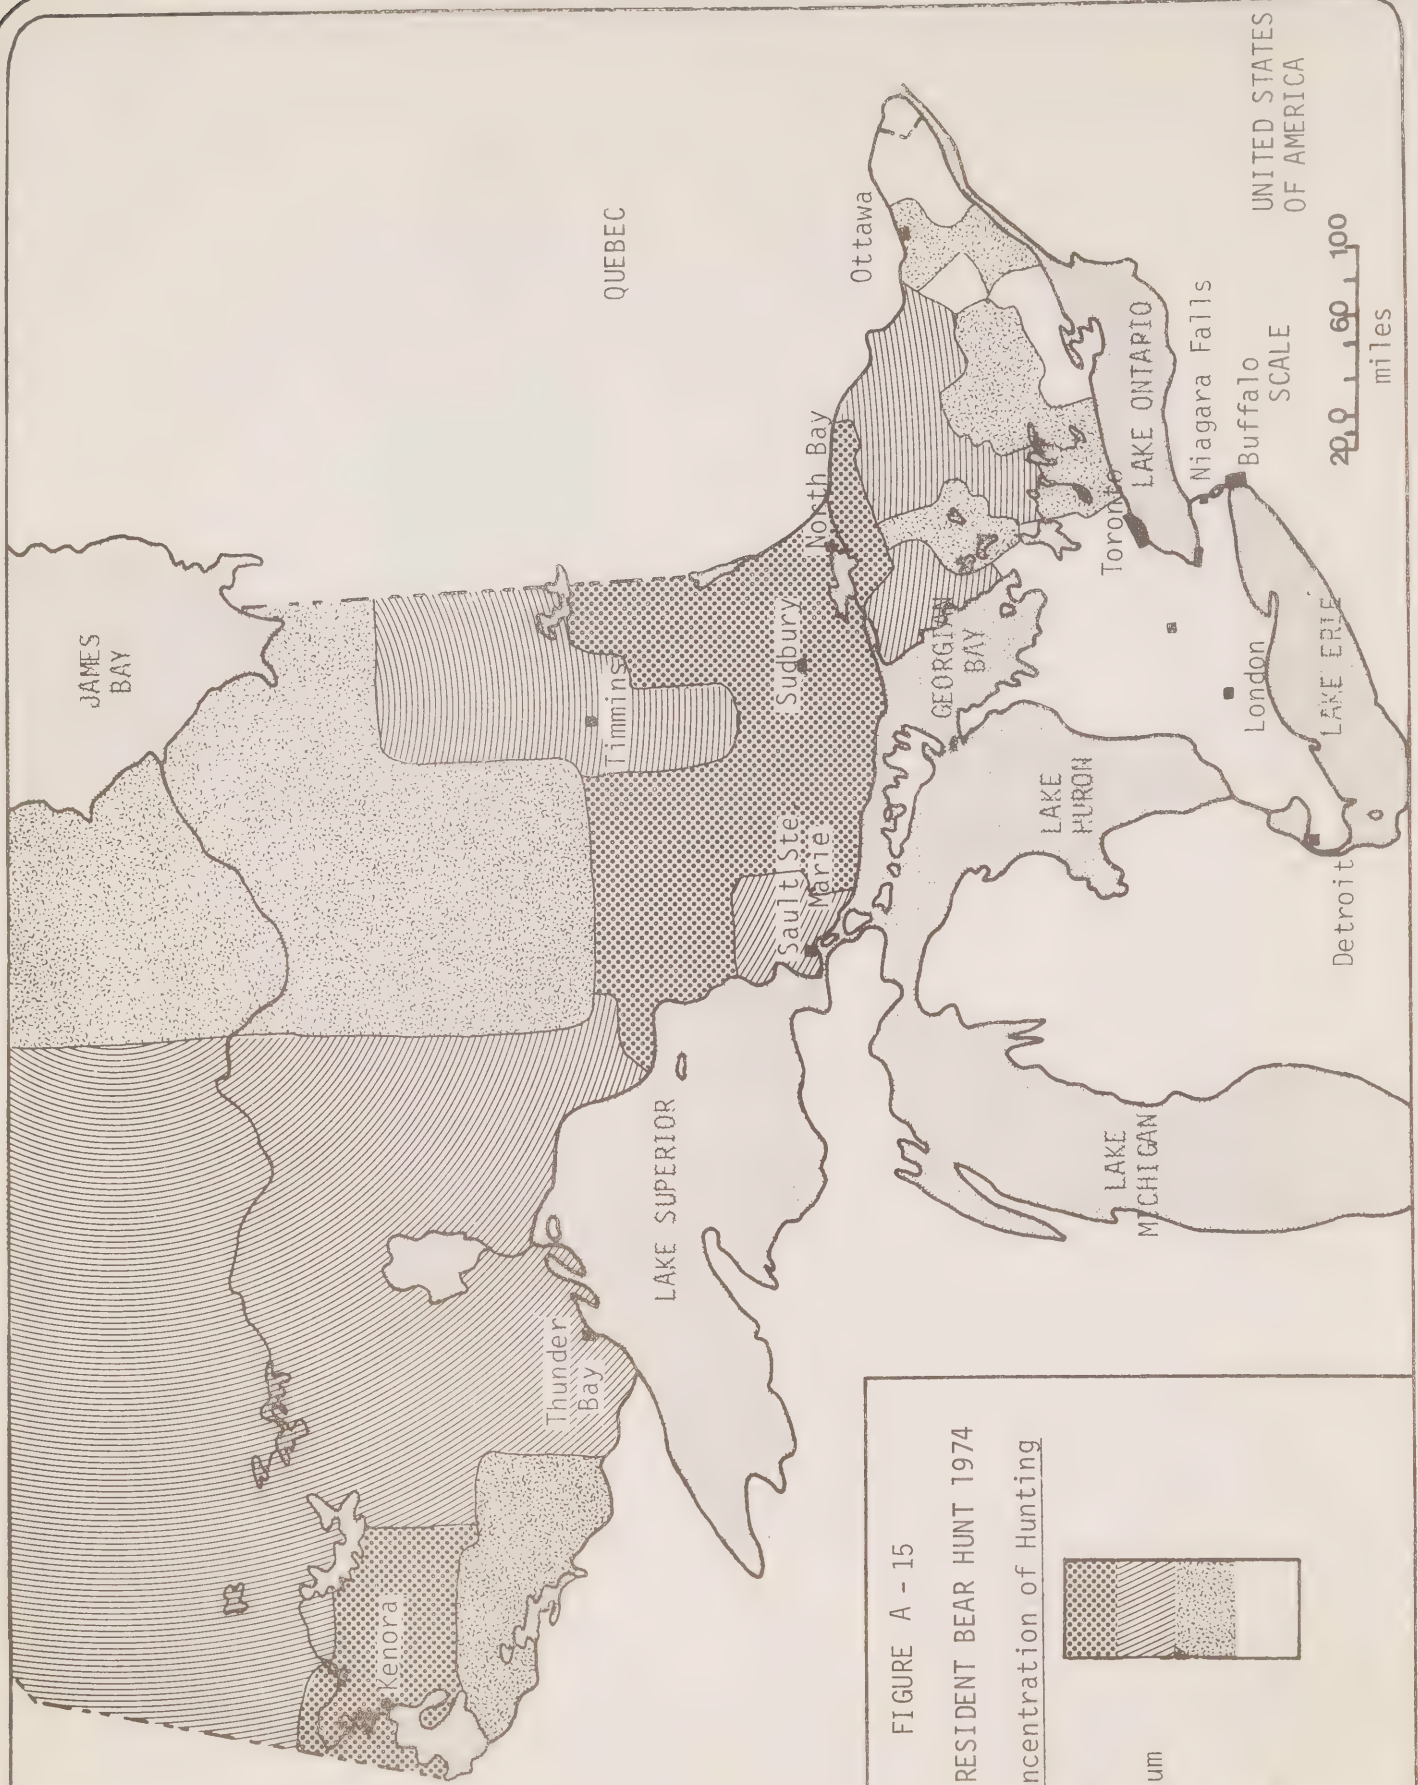 JAMES
BAY
QUEBEC
Ottawa
UNITED STATES
OF AMERICA
North Bay
Timmins
Sudbury
Sault Ste.
Marie
GEORGIAN
BAY
Toronto
LAKE ONTARIO
Niagara Falls
Buffalo
SCALE
20 0 60 100
miles
London
LAKE ERIE
LAKE
HURON
Detroit
LAKE
MICHIGAN
LAKE SUPERIOR
Thunder
Bay
Kenora
FIGURE A - 15
RESIDENT BEAR HUNT 1974
ncentration of Hunting
um